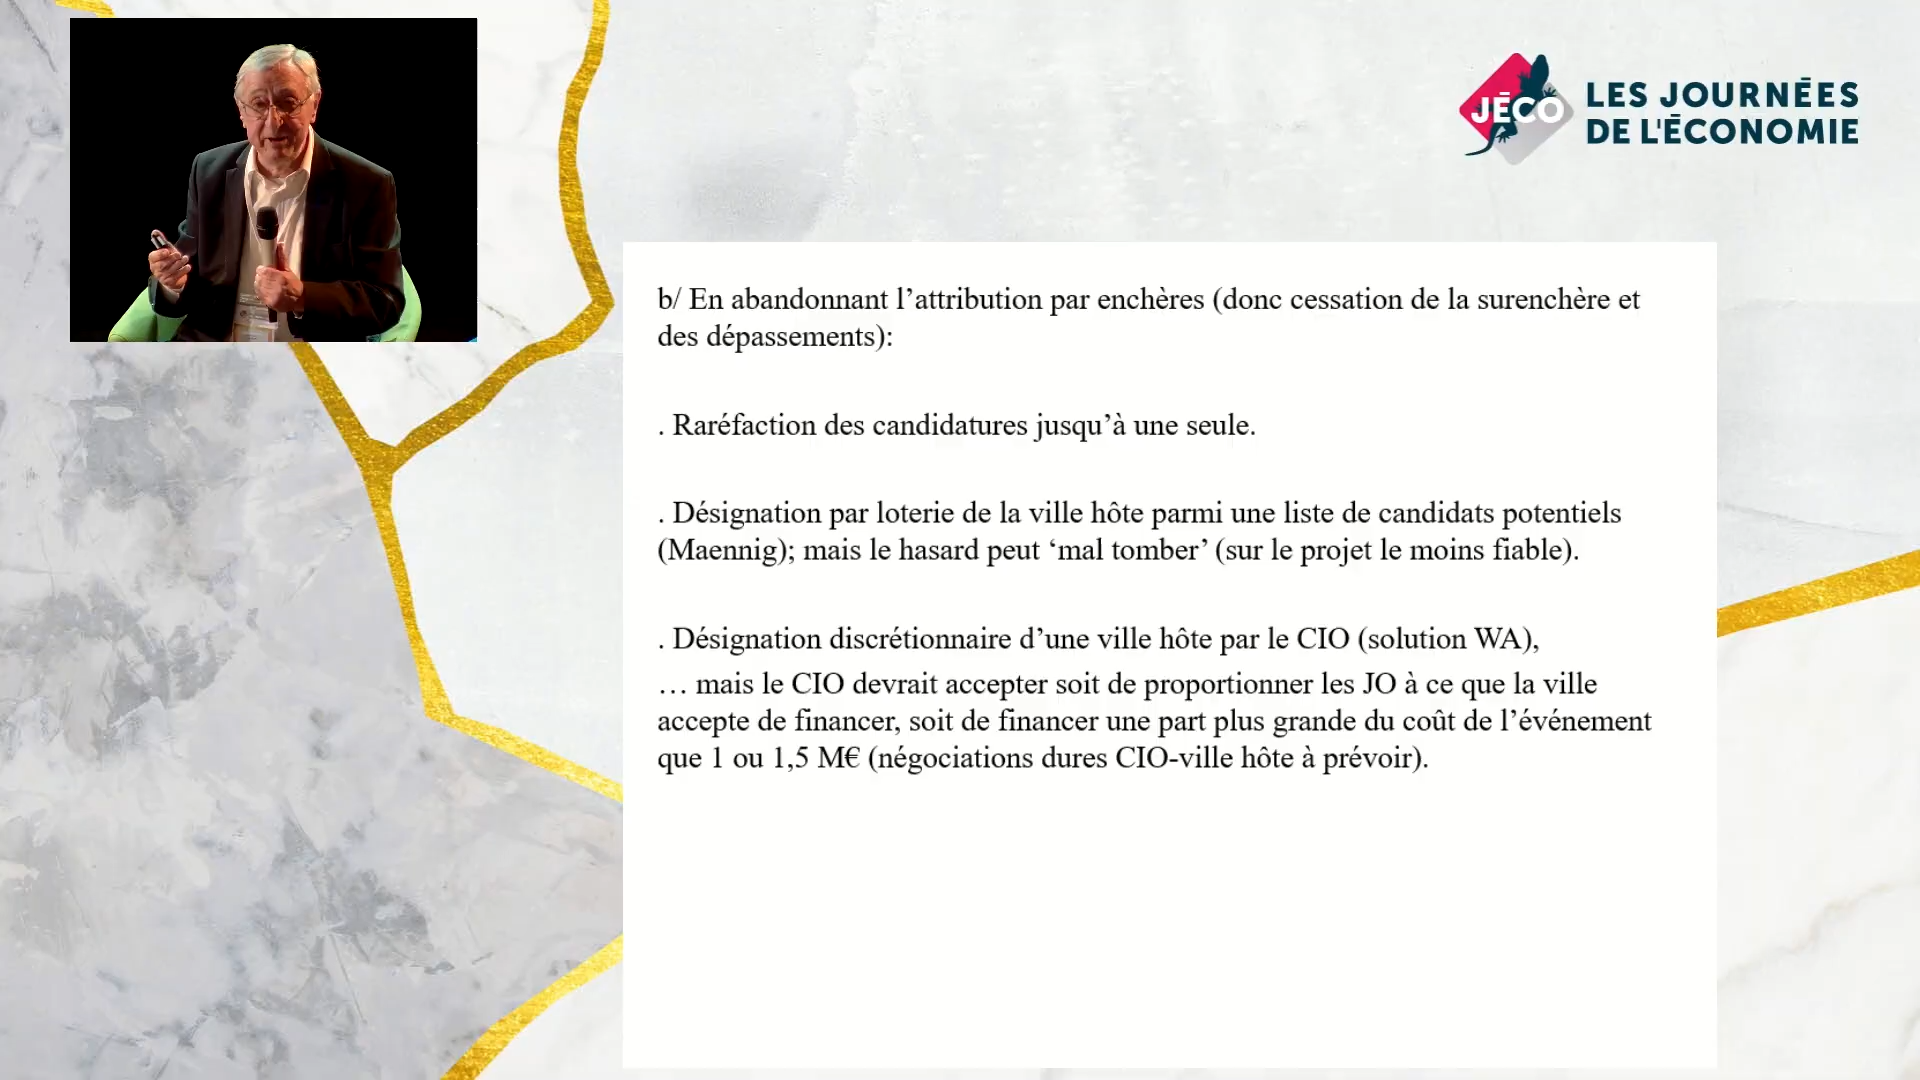 JÉCO
LES JOURNÉES
DE L'ÉCONOMIE
b/ En abandonnant l’attribution par enchères (donc cessation de la surenchère et
des dépassements):
. Raréfaction des candidatures jusqu’à une seule.
. Désignation par loterie de la ville hôte parmi une liste de candidats potentiels
(Maennig); mais le hasard peut ‘mal tomber’ (sur le projet le moins fiable).
. Désignation discrétionnaire d’une ville hôte par le CIO (solution WA),
… mais le CIO devrait accepter soit de proportionner les JO à ce que la ville
accepte de financer, soit de financer une part plus grande du coût de l’événement
que 1 ou 1,5 M€ (négociations dures CIO-ville hôte à prévoir).